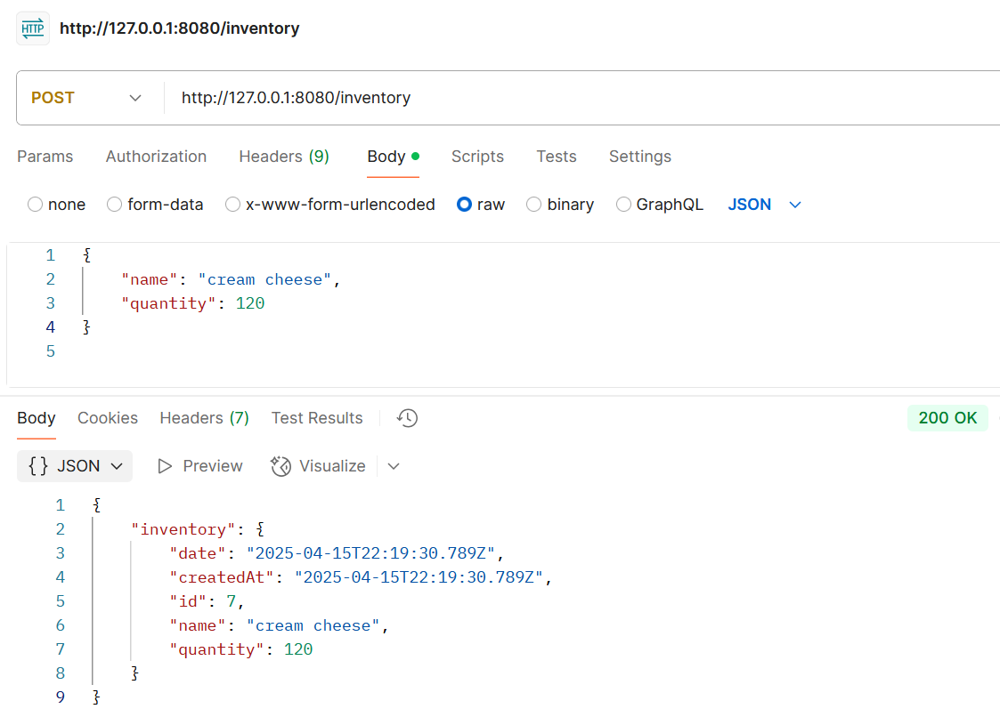 HTTP http://127.0.0.1:8080/inventory
POST http://127.0.0.1:8080/inventory
Params Authorization Headers (9) Body Scripts Tests Settings
none form-data x-www-form-urlencoded raw binary GraphQL JSON
1 {
2 "name": "cream cheese",
3 "quantity": 120
4 }
5
Body Cookies Headers (7) Test Results 200 OK
{} JSON Preview Visualize
1 {
2 "inventory": {
3 "date": "2025-04-15T22:19:30.789Z",
4 "createdAt": "2025-04-15T22:19:30.789Z",
5 "id": 7,
6 "name": "cream cheese",
7 "quantity": 120
8 }
9 }